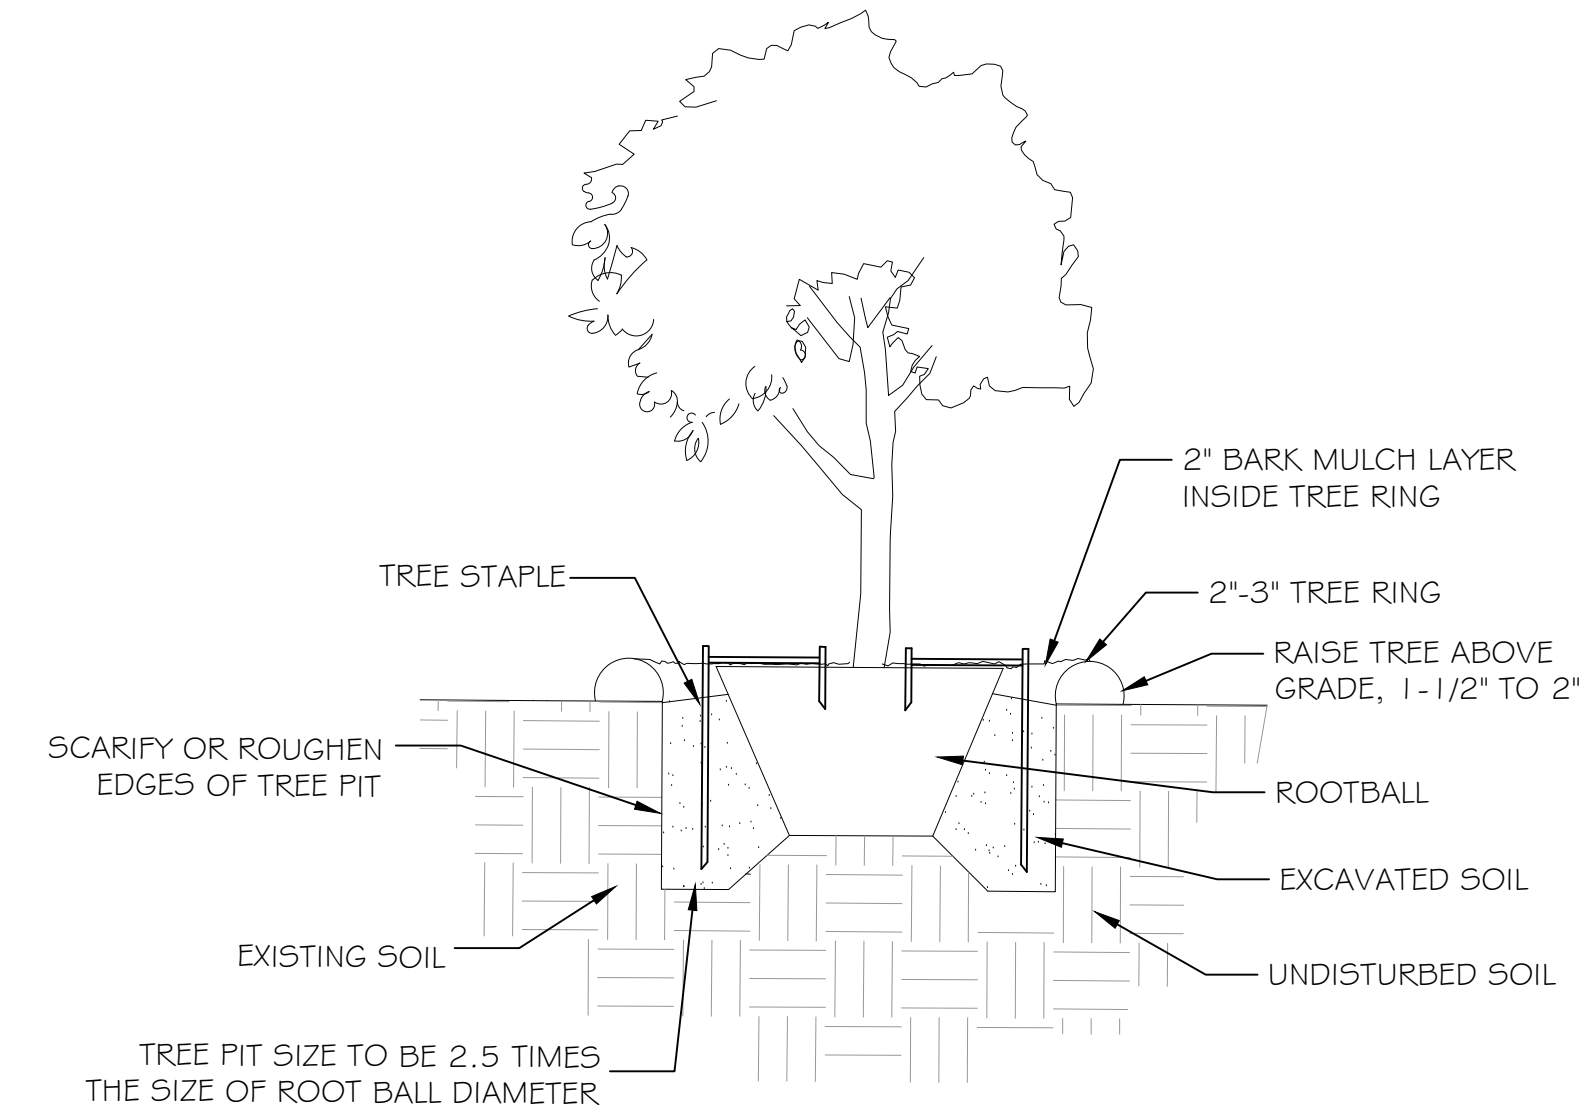 2" BARK MULCH LAYER
INSIDE TREE RING
TREE STAPLE
2"-3" TREE RING
RAISE TREE ABOVE
GRADE, 1-1/2" TO 2"
SCARIFY OR ROUGHEN
EDGES OF TREE PIT
ROOTBALL
EXCAVATED SOIL
EXISTING SOIL
UNDISTURBED SOIL
TREE PIT SIZE TO BE 2.5 TIMES
THE SIZE OF ROOT BALL DIAMETER